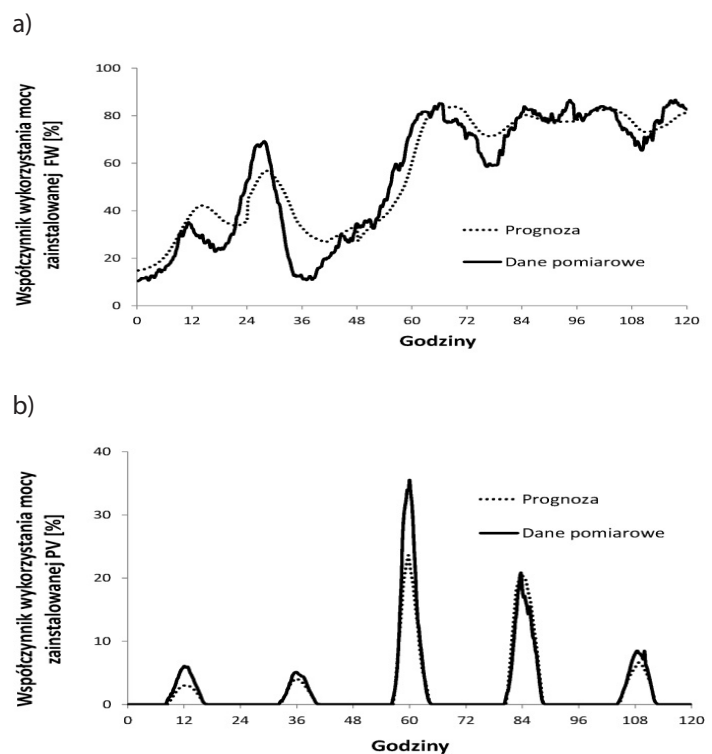 a)
Współczynnik wykorzystania mocy
zainstalowanej FW [%]
100
80
60
40
20
0
Prognoza
Dane pomiarowe
0 12 24 36 48 60 72 84 96 108 120
Godziny
b)
Współczynnik wykorzystania mocy
zainstalowanej PV [%]
40
30
20
10
0
Prognoza
Dane pomiarowe
0 12 24 36 48 60 72 84 96 108 120
Godziny